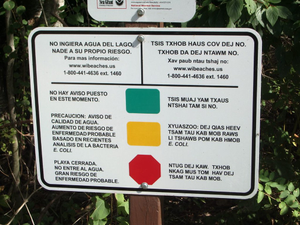 NO INGIERA AGUA DEL LAGO.
NADE A SU PROPIO RIESGO.
Para mas información:
www.wibeaches.us
1-800-441-4636 ext. 1460
TSIS TXHOB HAUS COV DEJ NO.
TXHOB DA DEJ NTAWM NO.
Xav paub ntau tshaj no:
www.wibeaches.us
1-800-441-4636 ext. 1460
NO HAY AVISO PUESTO
EN ESTE MOMENTO.
TSIS MUAJ YAM TXAUS
NTSHAI TAM SI NO.
PRECAUCION: AVISO DE
CALIDAD DE AGUA.
AUMENTO DE RIESGO DE
ENFERMEDAD PROBABLE
BASADO EN RECIENTES
ANALISIS DE LA BACTERIA
E. COLI.
XYUASZOO: DEJ QIAS HEEV
TSAM TAU KAB MOB RAWS
LI TSHAWB POM KAB HMOB
E. COLI.
PLAYA CERRADA.
NO ENTRE AL AGUA.
GRAN RIESGO DE
ENFERMEDAD PROBABLE.
NTUG DEJ KAW. TXHOB
NKAG MUS TOM HAV DEJ
TSAM TAU KAB MOB.